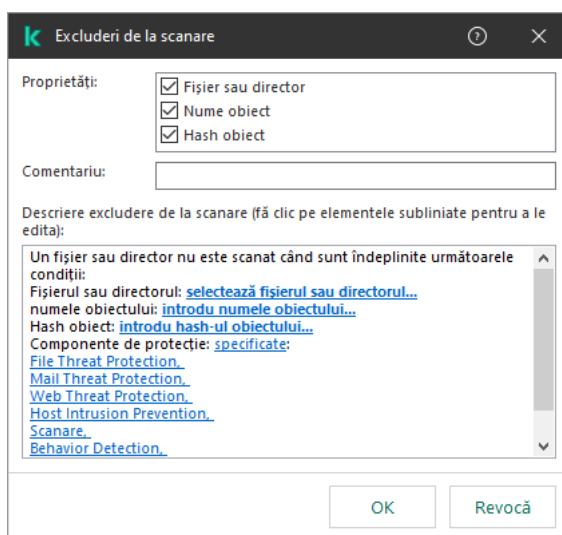 Excluderi de la scanare
Proprietăți:
Fișier sau director
Nume obiect
Hash obiect
Comentariu:
Descriere excludere de la scanare (fă clic pe elementele subliniate pentru a le
edita):
Un fișier sau director nu este scanat când sunt îndeplinite următoarele
condiții:
Fișierul sau directorul: selectează fișierul sau directorul...
numele obiectului: introdu numele obiectului...
Hash obiect: introdu hash-ul obiectului...
Componente de protecție: specificate:
File Threat Protection,
Mail Threat Protection,
Web Threat Protection,
Host Intrusion Prevention,
Scanare,
Behavior Detection,
OK
Revocă